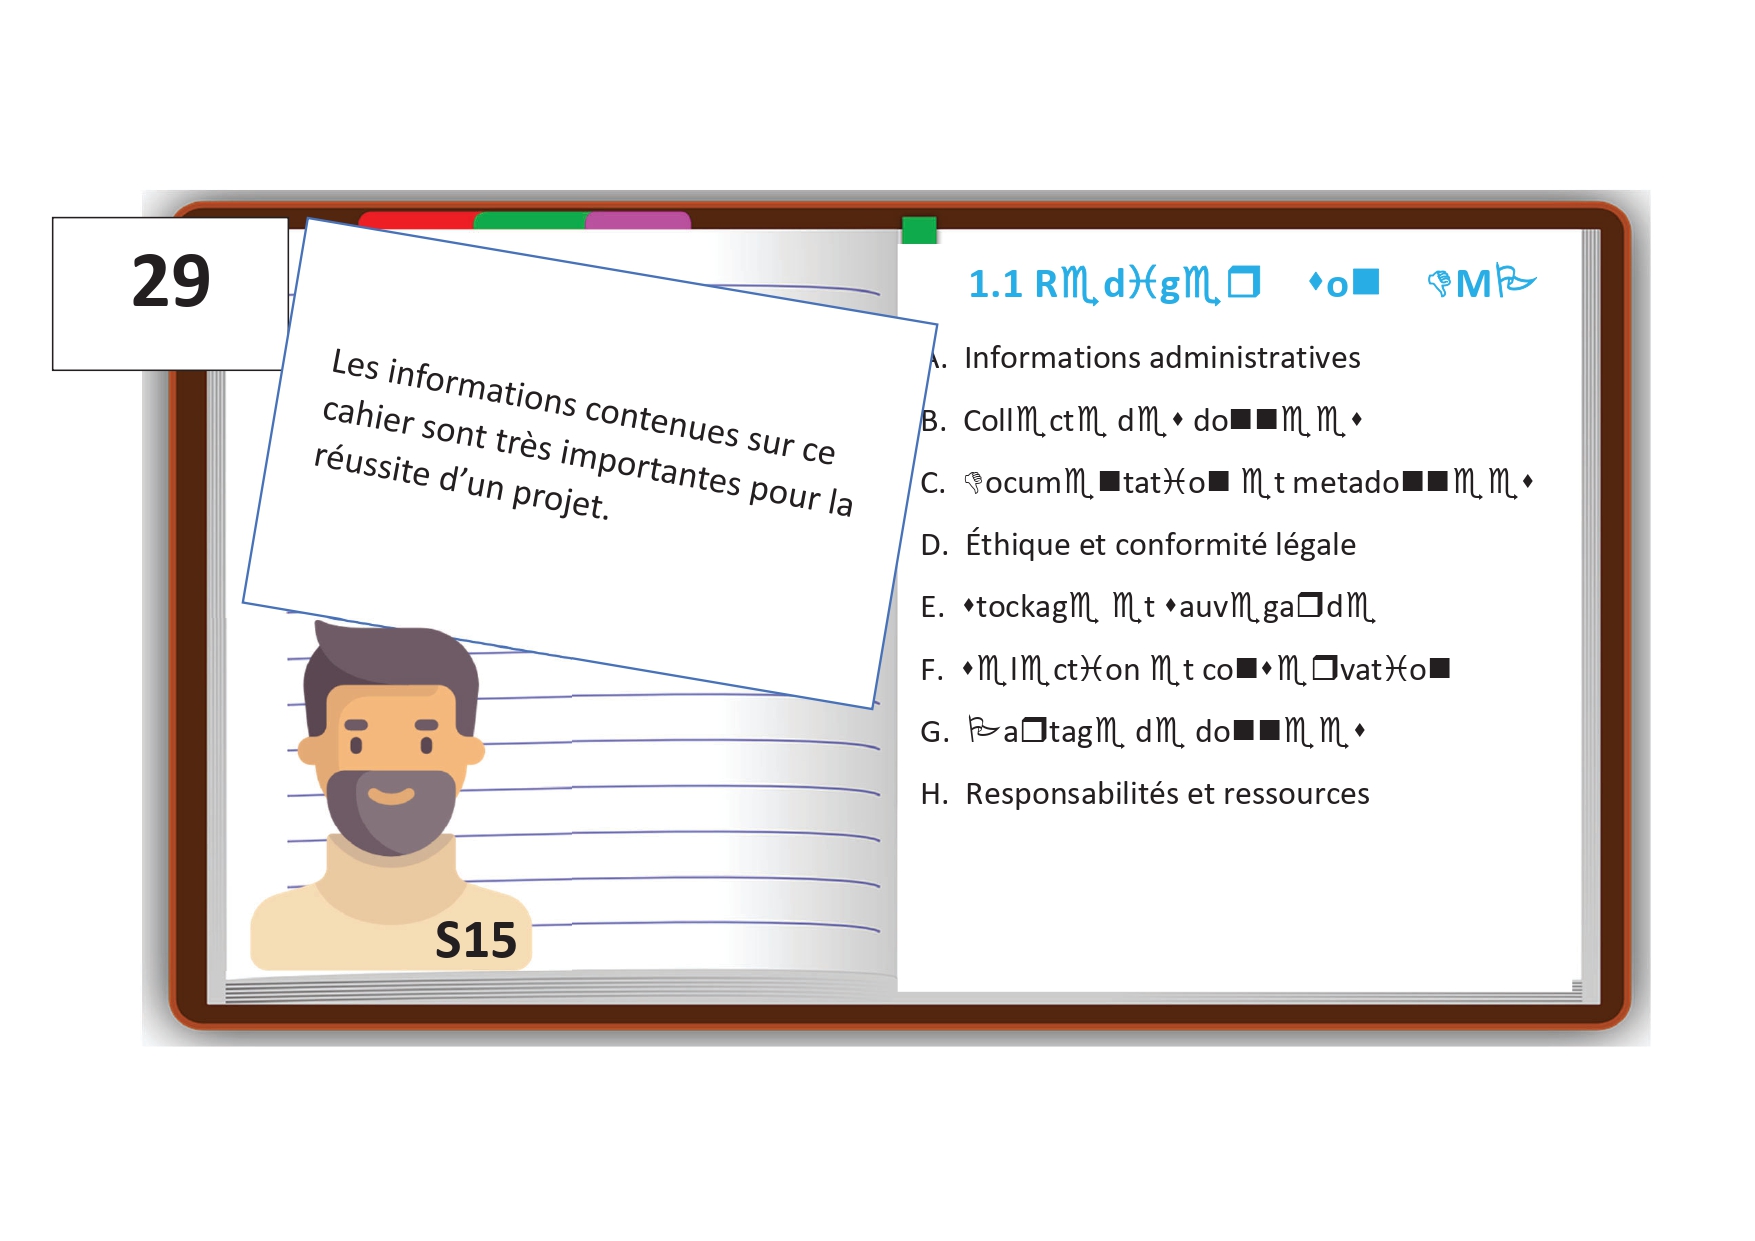 29
Les informations contenues sur ce
cahier sont très importantes pour la
réussite d’un projet.
S15
1.1 R♏d♓g♏❒ ⬧o■ 👎M🏱
A. Informations administratives
B. Coll♏ct♏ d♏⬧ do■■♏♏⬧
C. 👎ocum♏■tat♓o■ ♏t metado■■♏♏⬧
D. Éthique et conformité légale
E. ⬧tockag♏ ♏t ⬧auv♏ga❒d♏
F. ⬧♏l♏ct♓on ♏t co■⬧♏❒vat♓o■
G. 🏱a❒tag♏ d♏ do■■♏♏⬧
H. Responsabilités et ressources